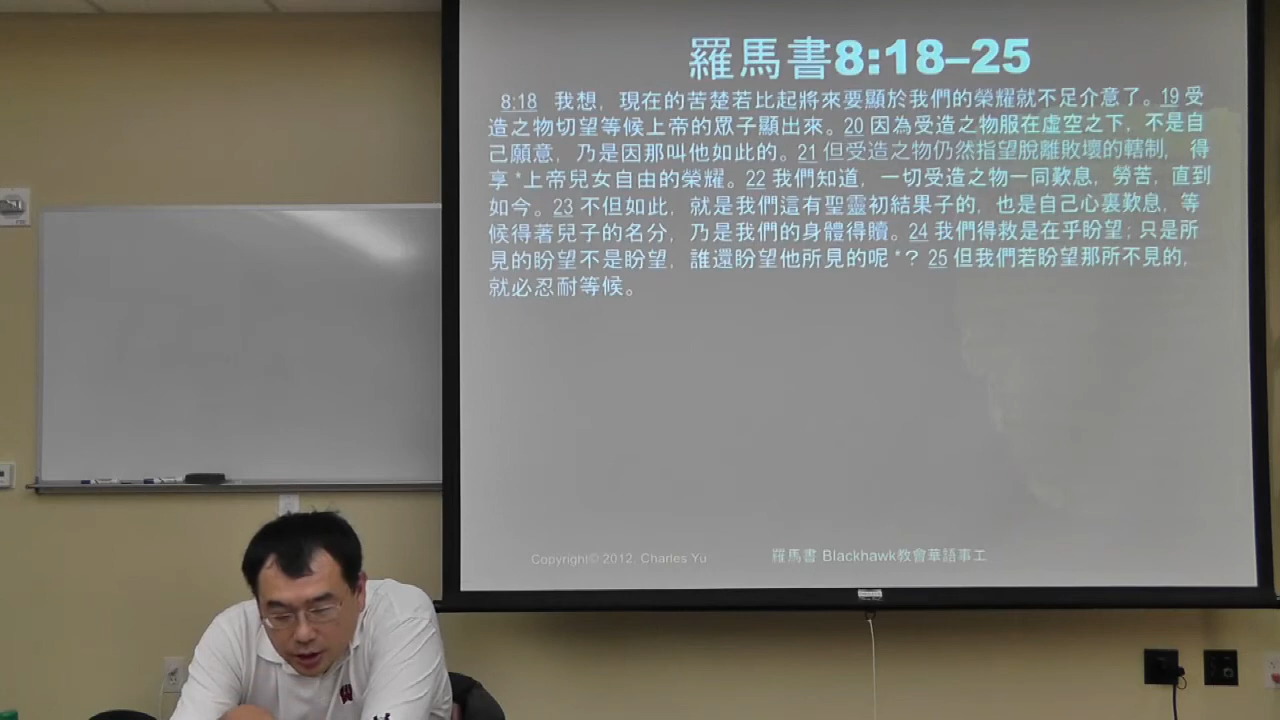 羅馬書8:18–25
8:18 我想，現在的苦楚若比起將來要顯於我們的榮耀就不足介意了。19 受
造之物切望等候上帝的眾子顯出來。20 因為受造之物服在虛空之下，不是自
己願意，乃是因那叫他如此的。21 但受造之物仍然指望脫離敗壞的轄制， 得
享 *上帝兒女自由的榮耀。22 我們知道，一切受造之物一同歎息，勞苦，直到
如今。23 不但如此，就是我們這有聖靈初結果子的，也是自己心裏歎息，等
候得著兒子的名分，乃是我們的身體得贖。24 我們得救是在乎盼望；只是所
見的盼望不是盼望，誰還盼望他所見的呢 *？25 但我們若盼望那所不見的，
就必忍耐等候。
Copyright© 2012. Charles Yu
羅馬書 Blackhawk教會華語事工
W